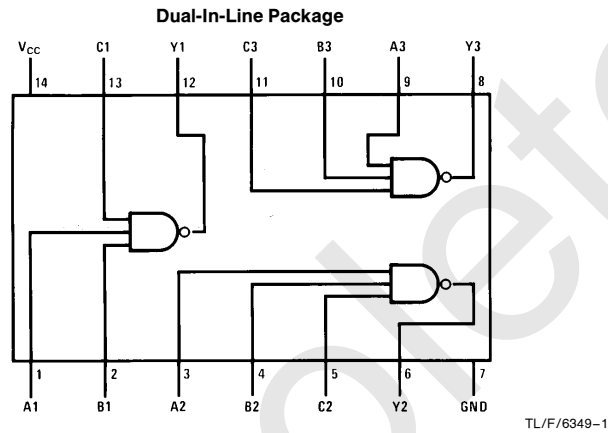 Dual-In-Line Package
VCC C1 Y1 C3 B3 A3 Y3
14 13 12 11 10 9 8
1 2 3 4 5 6 7
A1 B1 A2 B2 C2 Y2 GND
TL/F/6349–1